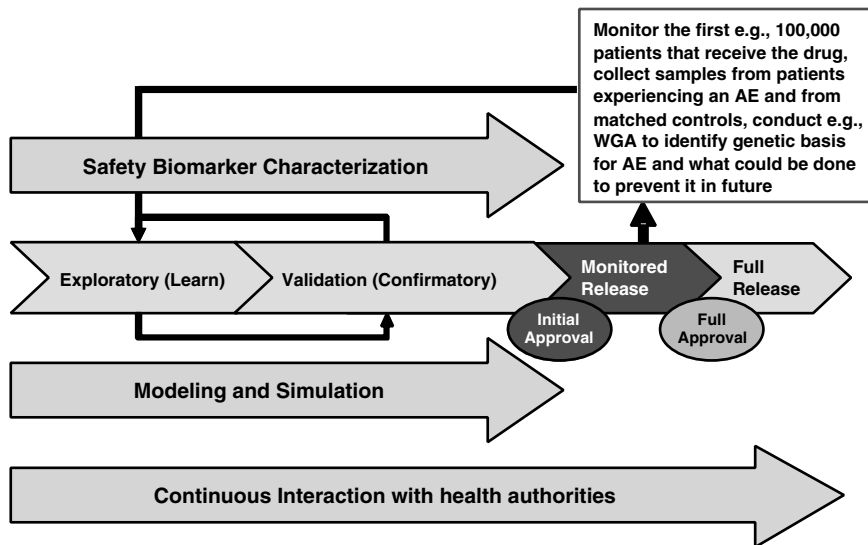 Monitor the first e.g., 100,000
patients that receive the drug,
collect samples from patients
experiencing an AE and from
matched controls, conduct e.g.,
WGA to identify genetic basis
for AE and what could be done
to prevent it in future
Safety Biomarker Characterization
Exploratory (Learn)
Validation (Confirmatory)
Monitored
Release
Full
Release
Initial
Approval
Full
Approval
Modeling and Simulation
Continuous Interaction with health authorities